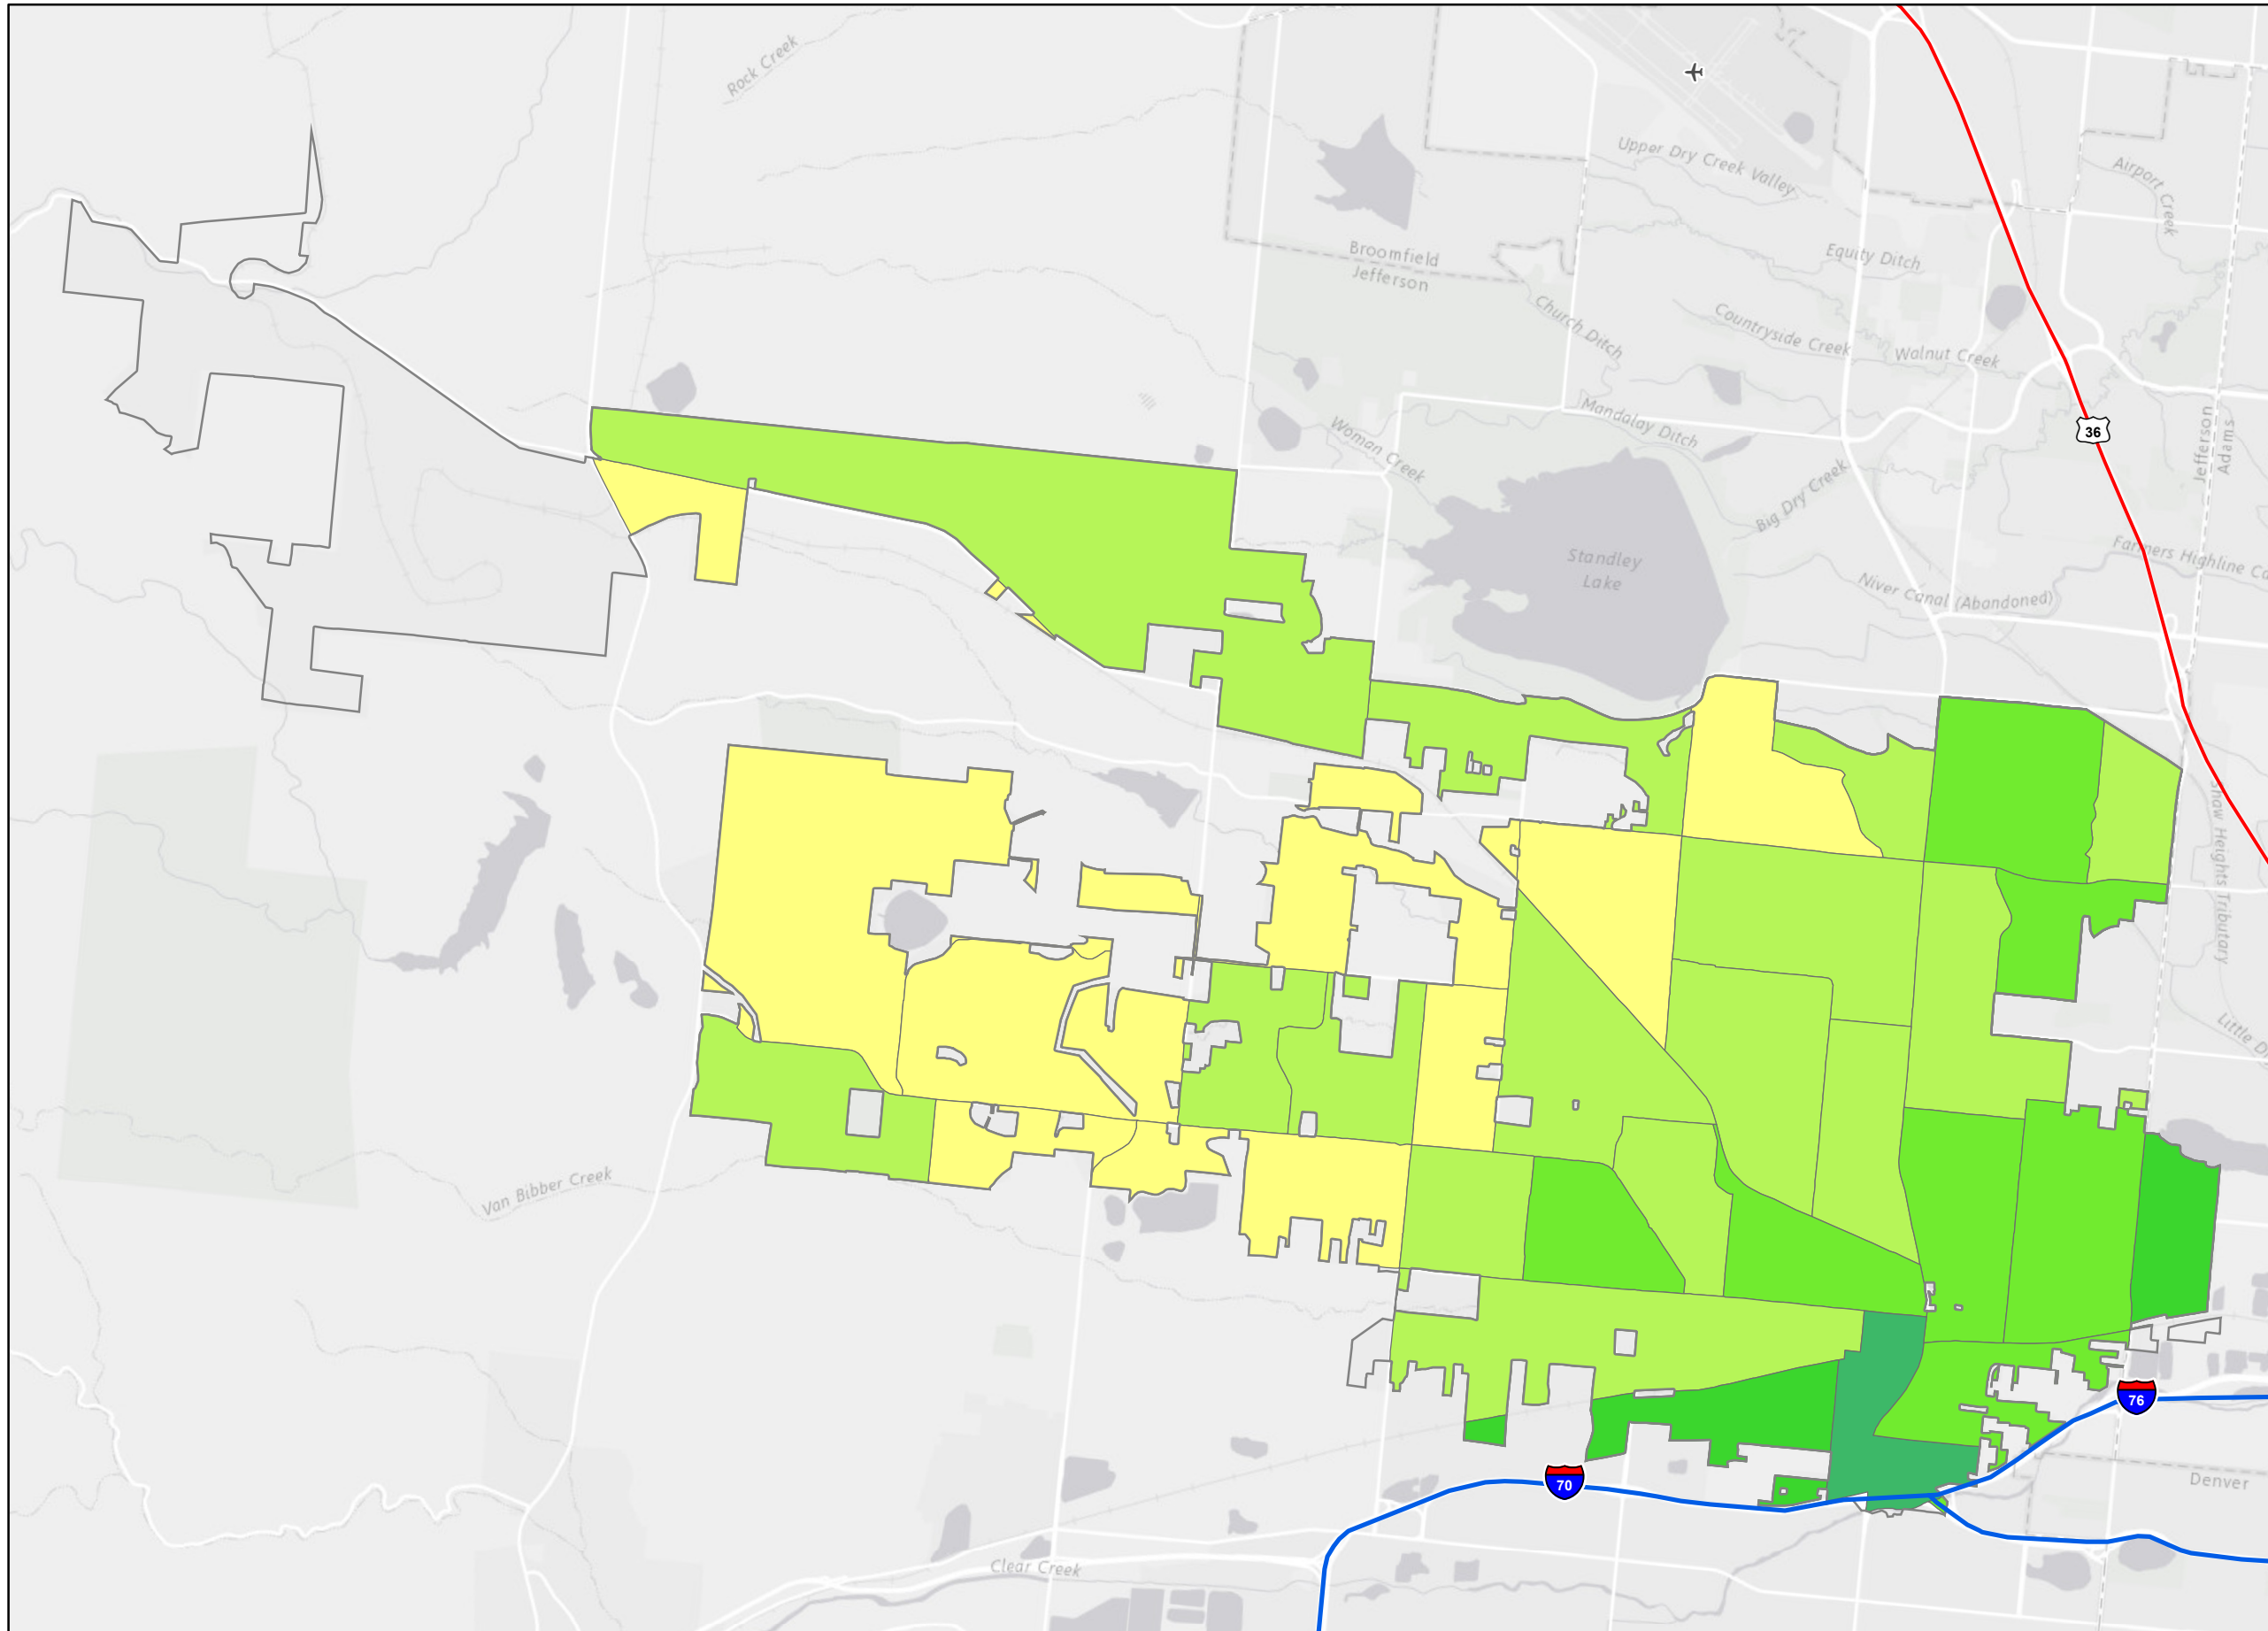 Rock Creek
Upper Dry Creek Valley
Airport
Creek
Broomfield
Jefferson
Equity Ditch
Church Ditch
Countryside Creek
Walnut Creek
Mandalay Ditch
Woman Creek
36
Jefferson
Adams
Big Dry Creek
Standley
Lake
Farmers Highline Ca
Niver Canal (Abandoned)
Shaw Heights Tributary
Little D
Van Bibber Creek
76
70
Denver
Clear Creek